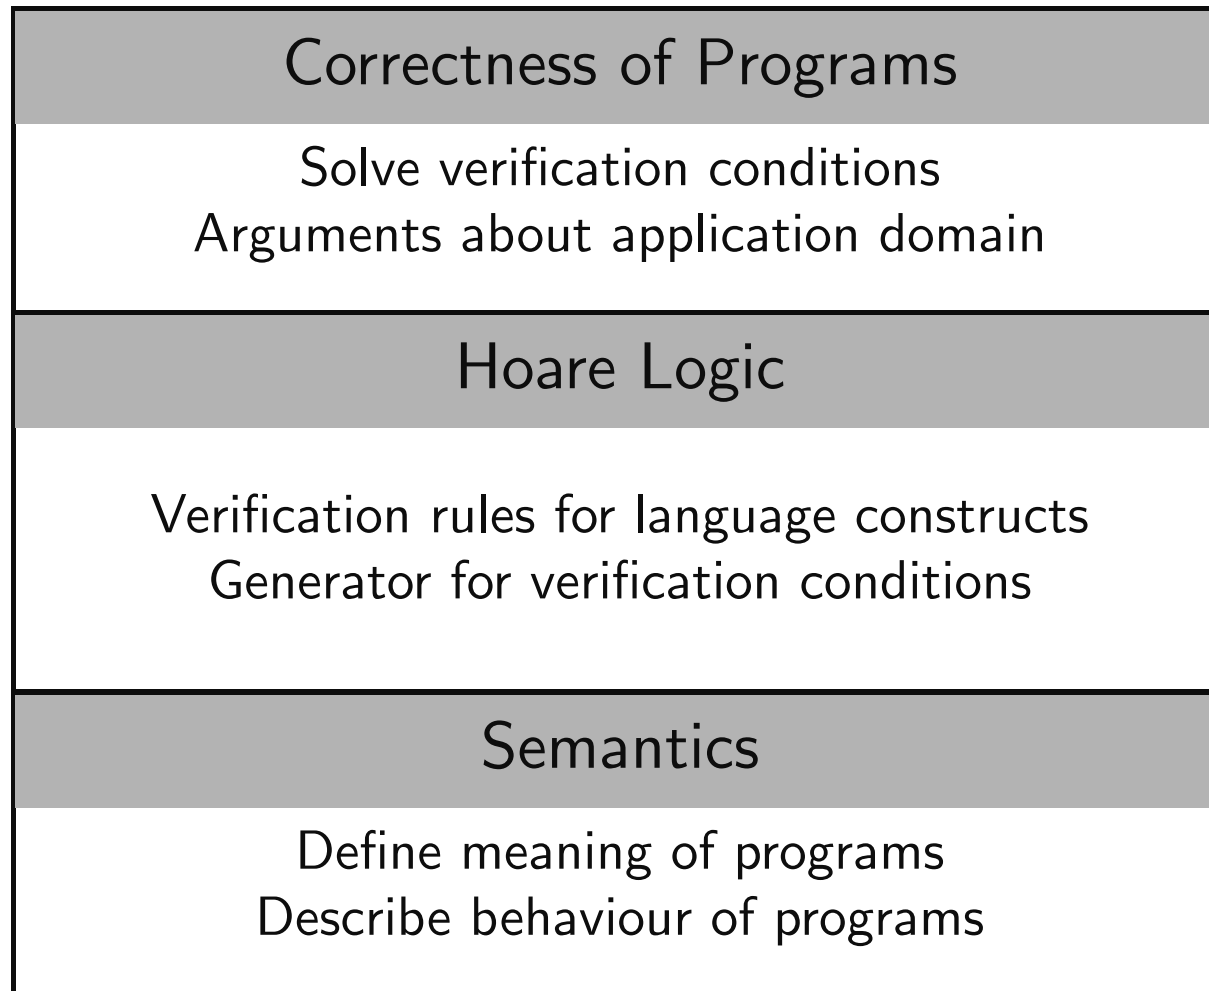 Correctness of Programs
Solve verification conditions
Arguments about application domain
Hoare Logic
Verification rules for language constructs
Generator for verification conditions
Semantics
Define meaning of programs
Describe behaviour of programs